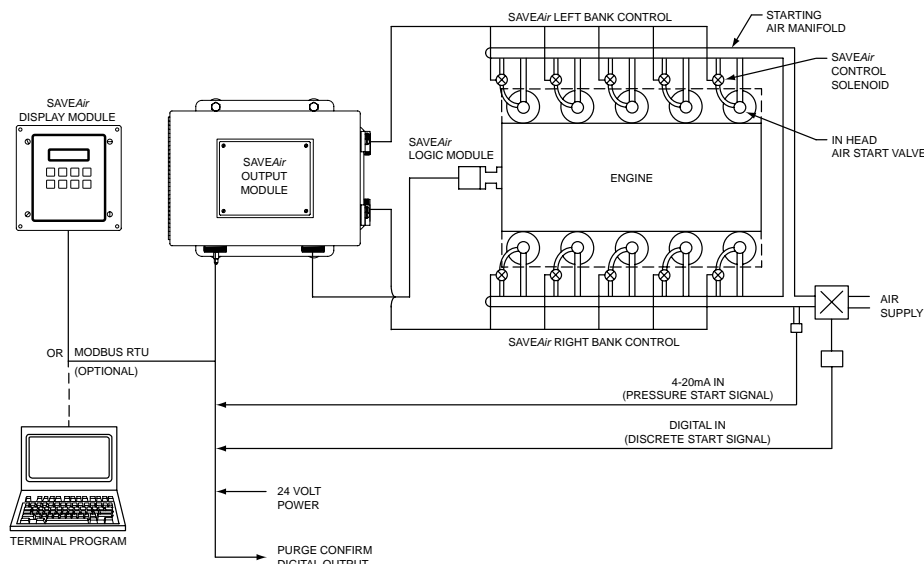 SAVEAir LEFT BANK CONTROL
STARTING
AIR MANIFOLD
SAVEAir
CONTROL
SOLENOID
SAVEAir
DISPLAY MODULE
SAVEAir
OUTPUT
MODULE
SAVEAir
LOGIC MODULE
IN HEAD
AIR START VALVE
ENGINE
AIR
SUPPLY
SAVEAir RIGHT BANK CONTROL
OR
MODBUS RTU
(OPTIONAL)
4-20mA IN
(PRESSURE START SIGNAL)
DIGITAL IN
(DISCRETE START SIGNAL)
24 VOLT
POWER
TERMINAL PROGRAM
PURGE CONFIRM
DIGITAL OUTPUT